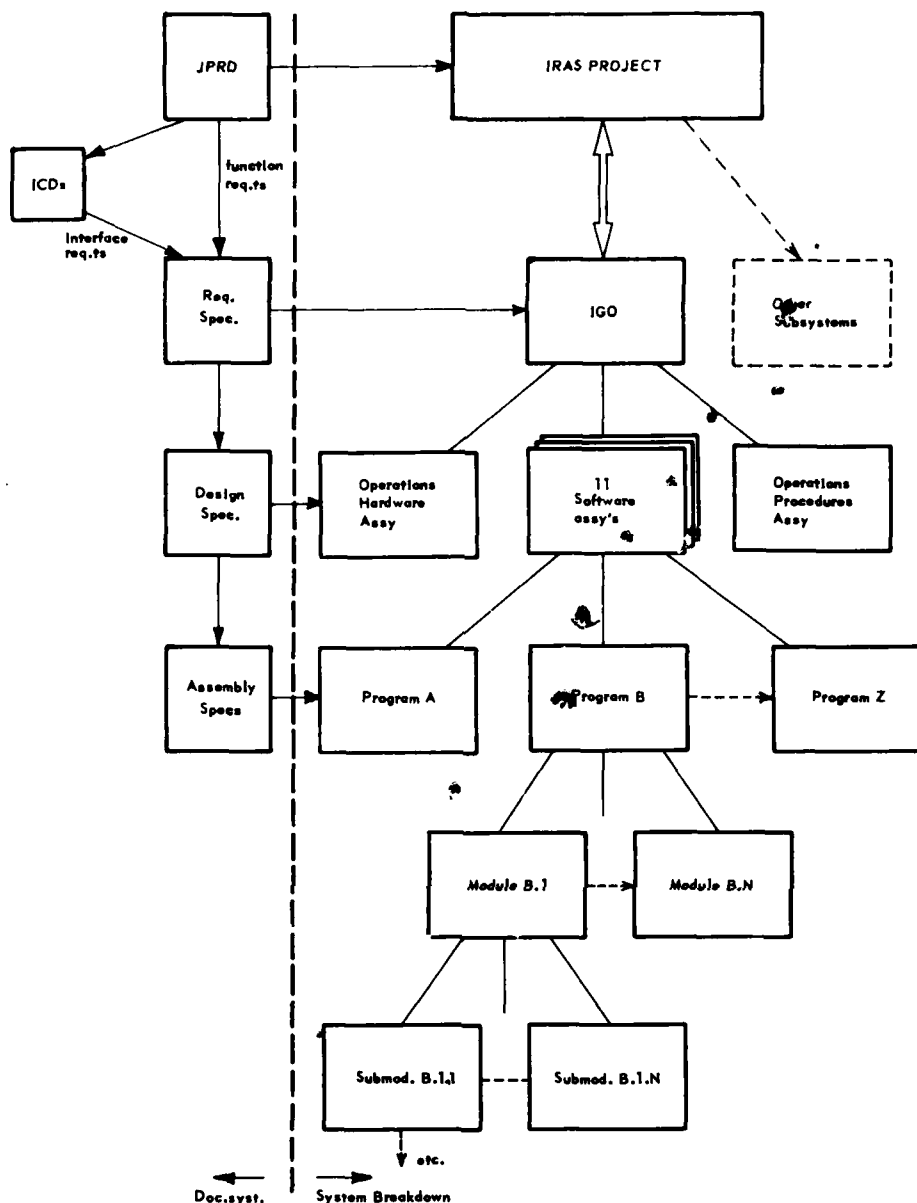 JPRD
IRAS PROJECT
ICDs
function
req.ts
Interface
req.ts
Req.
Spec.
IGO
Other
Subsystems
Design
Spec.
Operations
Hardware
Assy
11
Software
assy's
Operations
Procedures
Assy
Assembly
Specs
Program A
Program B
Program Z
Module B.1
Module B.N
Submod. B.1.1
Submod. B.1.N
etc.
Doc.syst.
System Breakdown